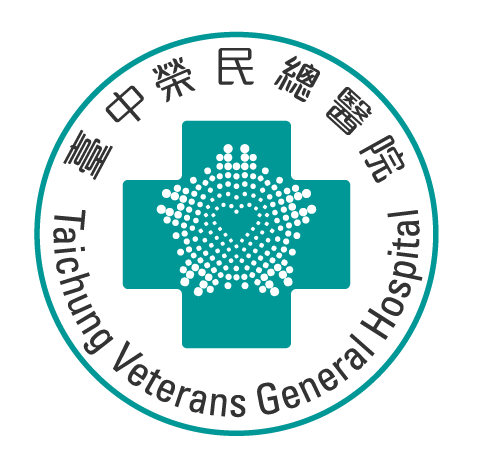 臺中榮民總醫院
Taichung Veterans General Hospital